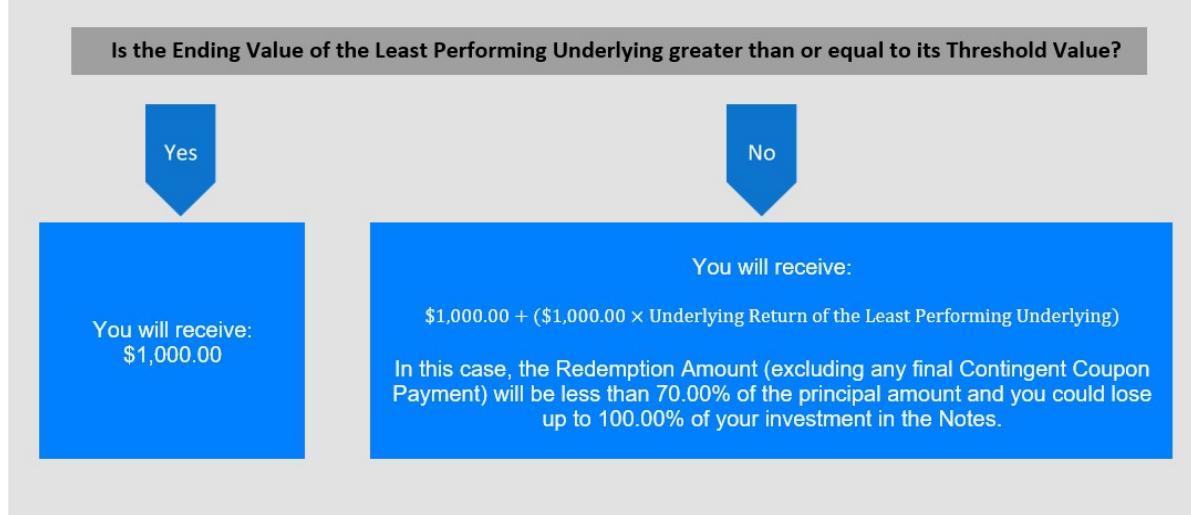 Is the Ending Value of the Least Performing Underlying greater than or equal to its Threshold Value?
Yes
No
You will receive:
$1,000.00
You will receive:
$1,000.00 + ($1,000.00 × Underlying Return of the Least Performing Underlying)
In this case, the Redemption Amount (excluding any final Contingent Coupon
Payment) will be less than 70.00% of the principal amount and you could lose
up to 100.00% of your investment in the Notes.